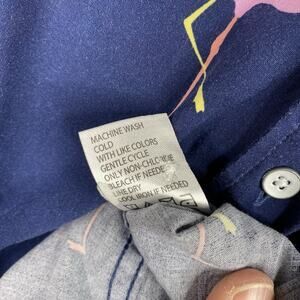 MACHINE WASH
COLD
WITH LIKE COLORS
GENTLE CYCLE
ONLY NON-CHLORINE
BLEACH IF NEEDED
LINE DRY
COOL IRON IF NEEDED